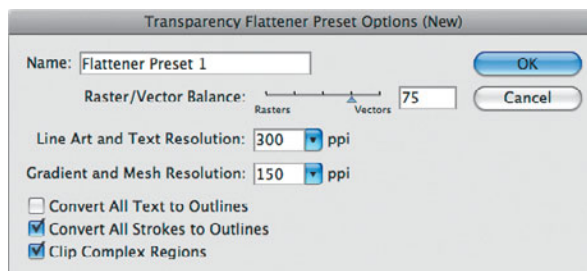 Transparency Flattener Preset Options (New)
Name: Flattener Preset 1
OK
Raster/Vector Balance: 75
Rasters Vectors
Cancel
Line Art and Text Resolution: 300 ppi
Gradient and Mesh Resolution: 150 ppi
Convert All Text to Outlines
Convert All Strokes to Outlines
Clip Complex Regions